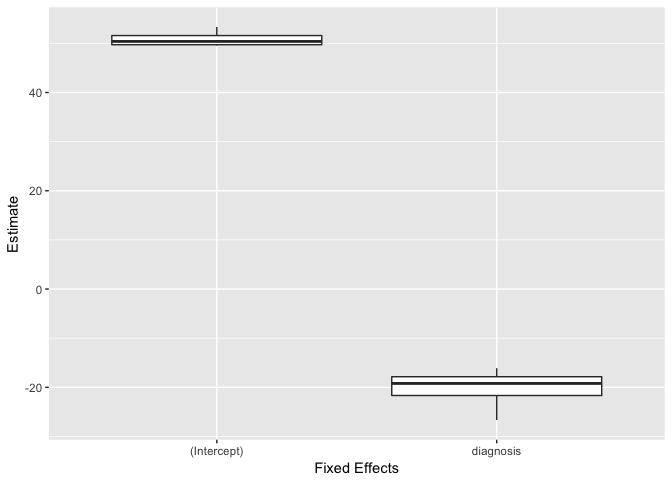 40
20
0
-20
Estimate
(Intercept)
diagnosis
Fixed Effects